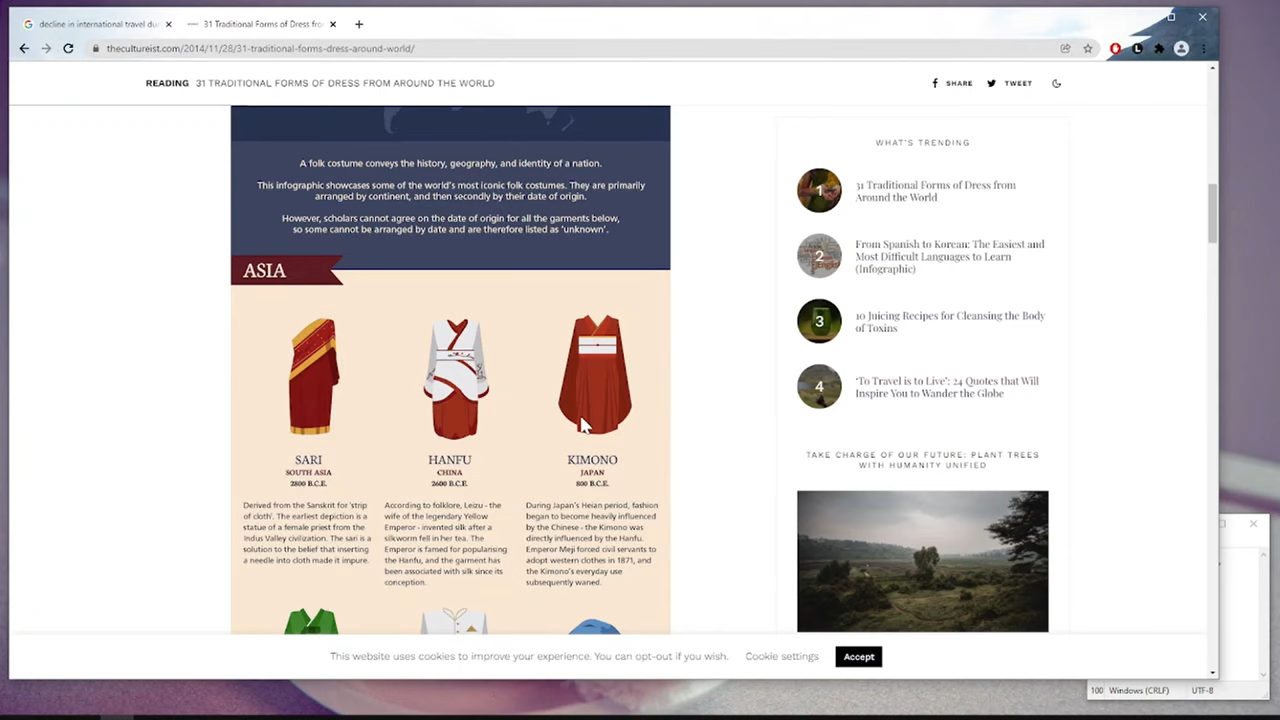 decline in international travel du
31 Traditional Forms of Dress fro
thecultureist.com/2014/11/28/31-traditional-forms-dress-around-world/
READING 31 TRADITIONAL FORMS OF DRESS FROM AROUND THE WORLD
SHARE
TWEET
A folk costume conveys the history, geography, and identity of a nation.
This infographic showcases some of the world's most iconic folk costumes. They are primarily
arranged by continent, and then secondly by their date of origin.
However, scholars cannot agree on the date of origin for all the garments below,
so some cannot be arranged by date and are therefore listed as 'unknown'.
ASIA
SARI
SOUTH ASIA
2800 B.C.E.
Derived from the Sanskrit for 'strip
of cloth'. The earliest depiction is a
statue of a female priest from the
Indus Valley civilization. The sari is a
solution to the belief that inserting
a needle into cloth made it impure.
HANFU
CHINA
2600 B.C.E.
According to folklore, Leizu - the
wife of the legendary Yellow
Emperor - invented silk after a
silkworm fell in her tea. The
Emperor is famed for popularising
the Hanfu, and the garment has
been associated with silk since its
conception.
KIMONO
JAPAN
800 B.C.E.
During Japan's Heian period, fashion
began to become heavily influenced
by the Chinese - the Kimono was
directly influenced by the Hanfu.
Emperor Meji forced civil servants to
adopt western clothes in 1871, and
the Kimono's everyday use
subsequently waned.
WHAT'S TRENDING
1
31 Traditional Forms of Dress from
Around the World
2
From Spanish to Korean: The Easiest and
Most Difficult Languages to Learn
(Infographic)
3
10 Juicing Recipes for Cleansing the Body
of Toxins
4
'To Travel is to Live': 24 Quotes that Will
Inspire You to Wander the Globe
TAKE CHARGE OF OUR FUTURE: PLANT TREES
WITH HUMANITY UNIFIED
This website uses cookies to improve your experience. You can opt-out if you wish.
Cookie settings
Accept
100 Windows (CRLF) UTF-8